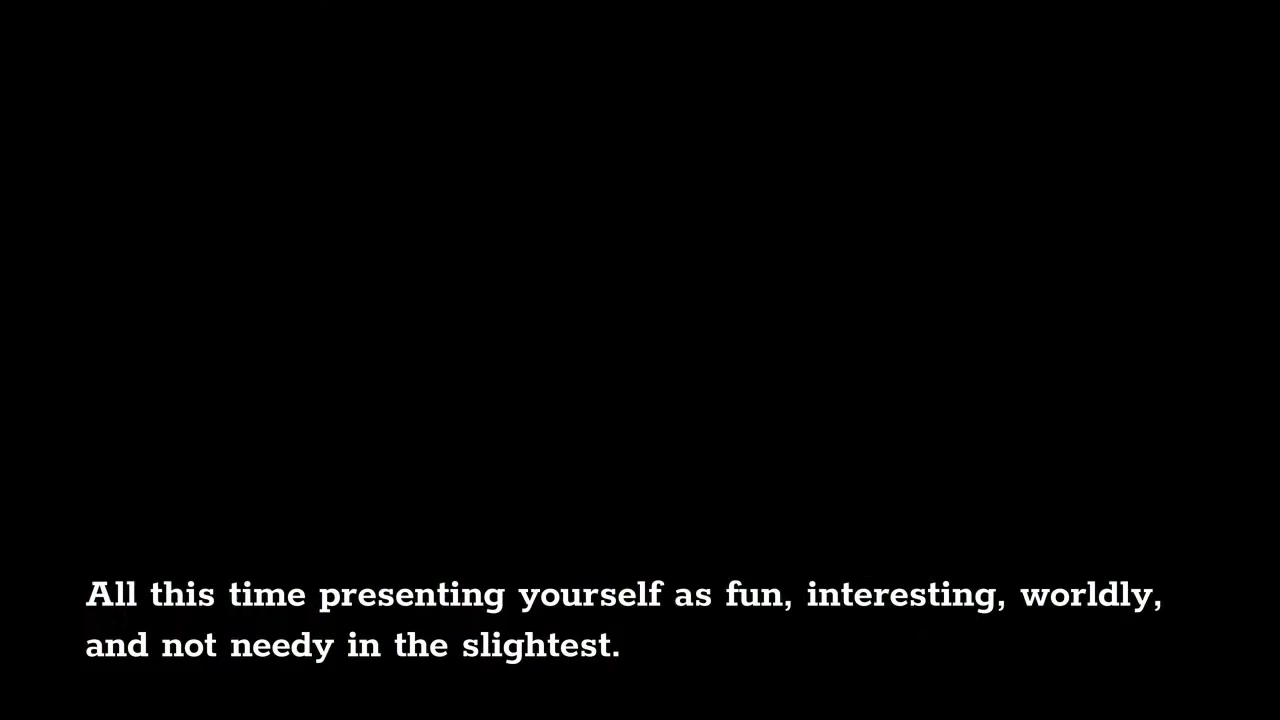 All this time presenting yourself as fun, interesting, worldly,
and not needy in the slightest.